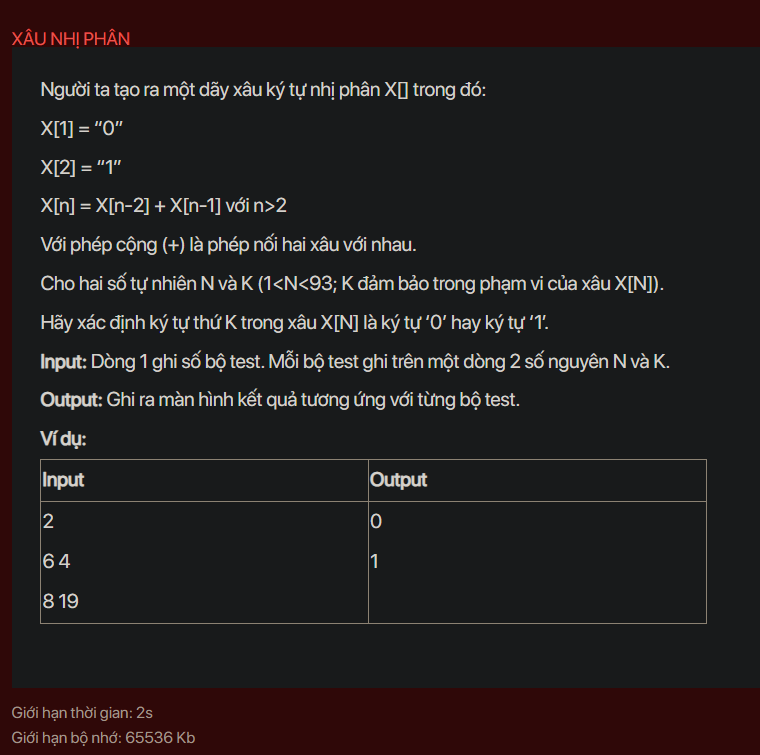 XÂU NHỊ PHÂN
Người ta tạo ra một dãy xâu ký tự nhị phân X[] trong đó:
X[1] = “0”
X[2] = “1”
X[n] = X[n-2] + X[n-1] với n>2
Với phép cộng (+) là phép nối hai xâu với nhau.
Cho hai số tự nhiên N và K (1<N<93; K đảm bảo trong phạm vi của xâu X[N]).
Hãy xác định ký tự thứ K trong xâu X[N] là ký tự ‘0’ hay ký tự ‘1’.
Input: Dòng 1 ghi số bộ test. Mỗi bộ test ghi trên một dòng 2 số nguyên N và K.
Output: Ghi ra màn hình kết quả tương ứng với từng bộ test.
Ví dụ:
Input Output
2 0
6 4 1
8 19
Giới hạn thời gian: 2s
Giới hạn bộ nhớ: 65536 Kb